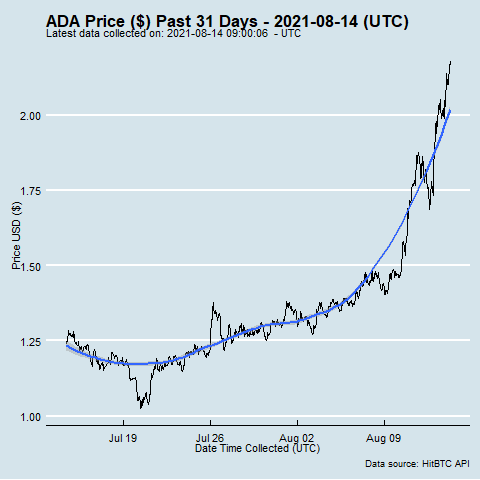 ADA Price ($) Past 31 Days - 2021-08-14 (UTC)
Latest data collected on: 2021-08-14 09:00:06 - UTC
Price USD ($)
2.00
1.75
1.50
1.25
1.00
Jul 19
Jul 26
Aug 02
Aug 09
Date Time Collected (UTC)
Data source: HitBTC API